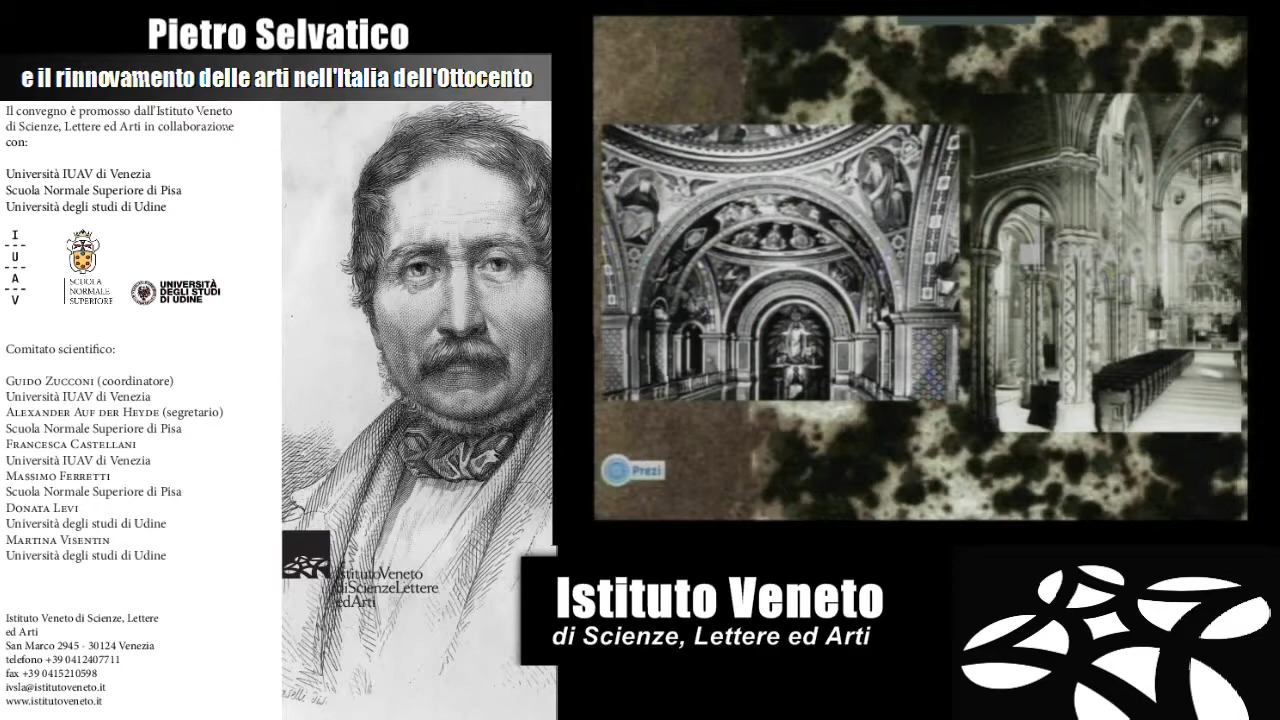 Pietro Selvatico
e il rinnovamento delle arti nell'Italia dell'Ottocento
Il convegno è promosso dall'Istituto Veneto
di Scienze, Lettere ed Arti in collaborazione
con:
Università IUAV di Venezia
Scuola Normale Superiore di Pisa
Università degli studi di Udine
I
U
A
V
SCUOLA
NORMALE
SUPERIORE
UNIVERSITÀ
DEGLI STUDI
DI UDINE
Comitato scientifico:
Guido Zucconi (coordinatore)
Università IUAV di Venezia
Alexander Auf der Heyde (segretario)
Scuola Normale Superiore di Pisa
Francesca Castellani
Università IUAV di Venezia
Massimo Ferretti
Scuola Normale Superiore di Pisa
Donata Levi
Università degli studi di Udine
Martina Visentin
Università degli studi di Udine
Istituto Veneto di Scienze, Lettere
ed Arti
San Marco 2945 - 30124 Venezia
telefono +39 0412407711
fax +39 0415210598
ivsla@istitutoveneto.it
www.istitutoveneto.it
IstitutoVeneto
diScienzeLettere
edArti
Prezi
Istituto Veneto
di Scienze, Lettere ed Arti